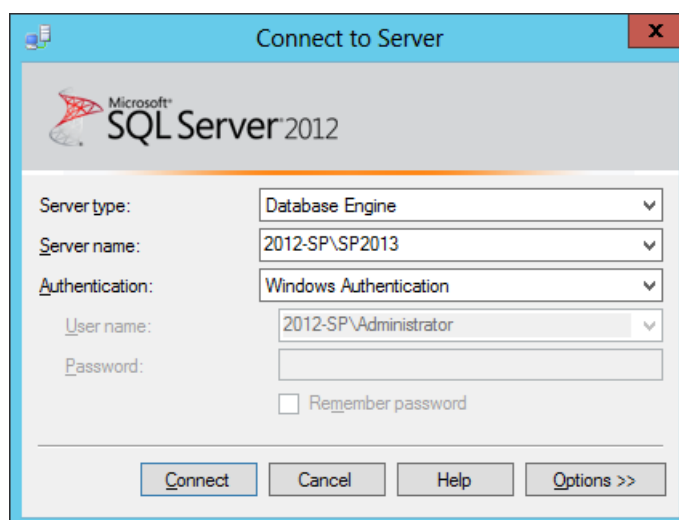 Connect to Server
x
Microsoft®
SQL Server® 2012
Server type: Database Engine
Server name: 2012-SP\SP2013
Authentication: Windows Authentication
User name: 2012-SP\Administrator
Password:
Remember password
Connect Cancel Help Options >>